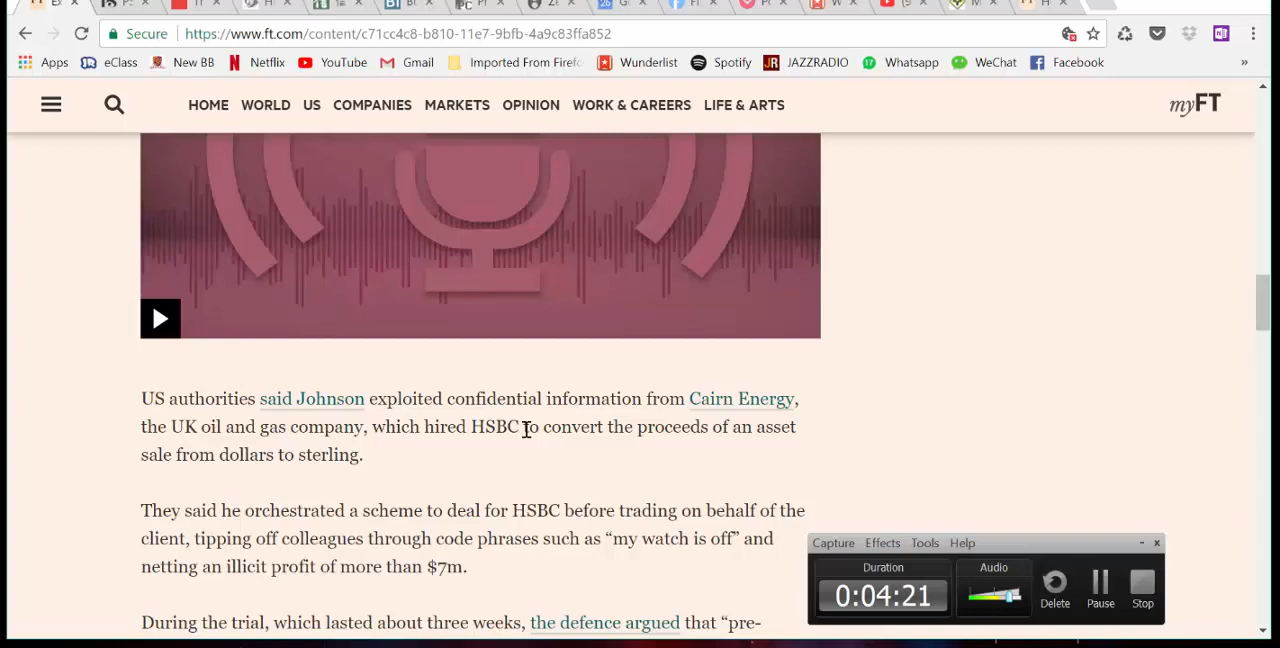 Secure https://www.ft.com/content/c71cc4c8-b810-11e7-9bfb-4a9c83ffa852
Apps eClass New BB Netflix YouTube Gmail Imported From Firefo Wunderlist Spotify JAZZRADIO Whatsapp WeChat Facebook »
HOME WORLD US COMPANIES MARKETS OPINION WORK & CAREERS LIFE & ARTS myFT
US authorities said Johnson exploited confidential information from Cairn Energy,
the UK oil and gas company, which hired HSBC to convert the proceeds of an asset
sale from dollars to sterling.
They said he orchestrated a scheme to deal for HSBC before trading on behalf of the
client, tipping off colleagues through code phrases such as “my watch is off” and
netting an illicit profit of more than $7m.
During the trial, which lasted about three weeks, the defence argued that “pre-
Capture Effects Tools Help
Duration Audio
0:04:21
Delete Pause Stop